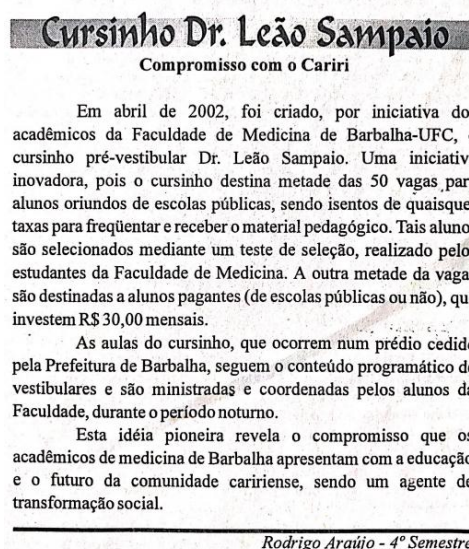 Cursinho Dr. Leão Sampaio
Compromisso com o Cariri
Em abril de 2002, foi criado, por iniciativa do
acadêmicos da Faculdade de Medicina de Barbalha-UFC,
cursinho pré-vestibular Dr. Leão Sampaio. Uma iniciativ
inovadora, pois o cursinho destina metade das 50 vagas par
alunos oriundos de escolas públicas, sendo isentos de quaisque
taxas para freqüentar e receber o material pedagógico. Tais aluno
são selecionados mediante um teste de seleção, realizado pelo
estudantes da Faculdade de Medicina. A outra metade da vaga
são destinadas a alunos pagantes (de escolas públicas ou não), qu
investem R$ 30,00 mensais.
As aulas do cursinho, que ocorrem num prédio cedid
pela Prefeitura de Barbalha, seguem o conteúdo programático d
vestibulares e são ministradas e coordenadas pelos alunos da
Faculdade, durante o período noturno.
Esta idéia pioneira revela o compromisso que os
acadêmicos de medicina de Barbalha apresentam com a educação
e o futuro da comunidade caririense, sendo um agente de
transformação social.
Rodrigo Araújo - 4º Semestre